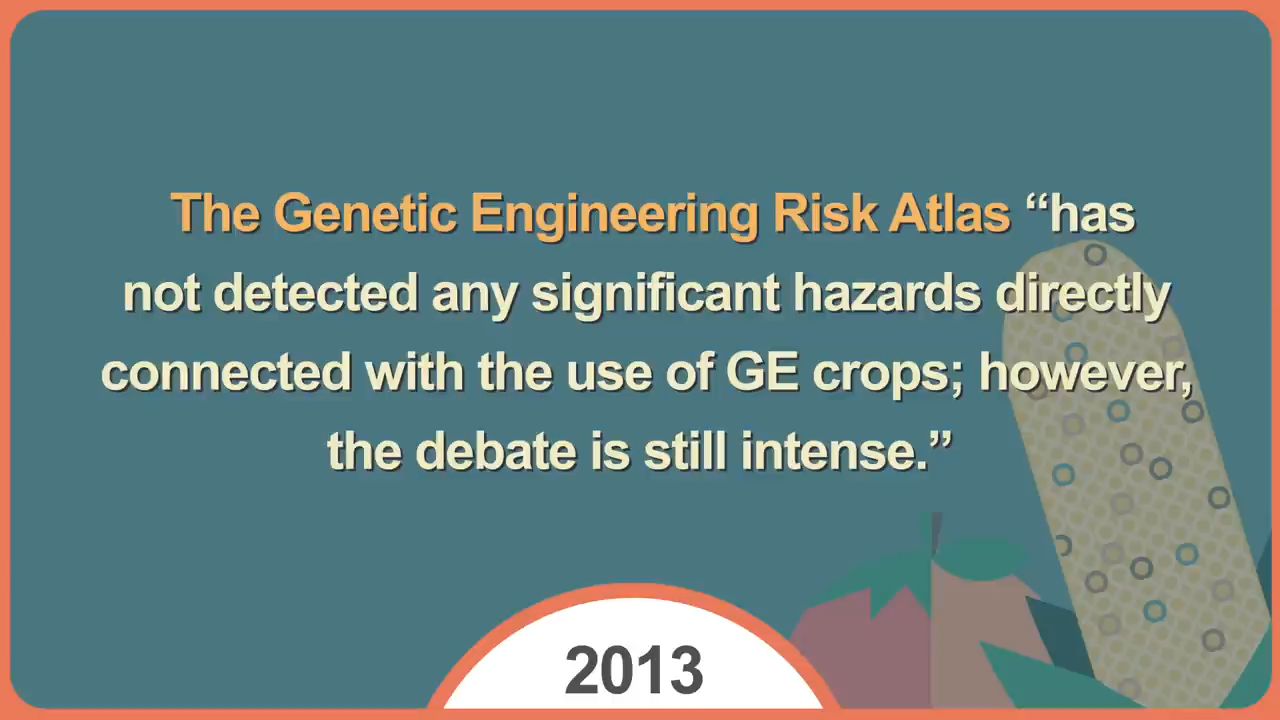 The Genetic Engineering Risk Atlas “has
not detected any significant hazards directly
connected with the use of GE crops; however,
the debate is still intense.”
2013